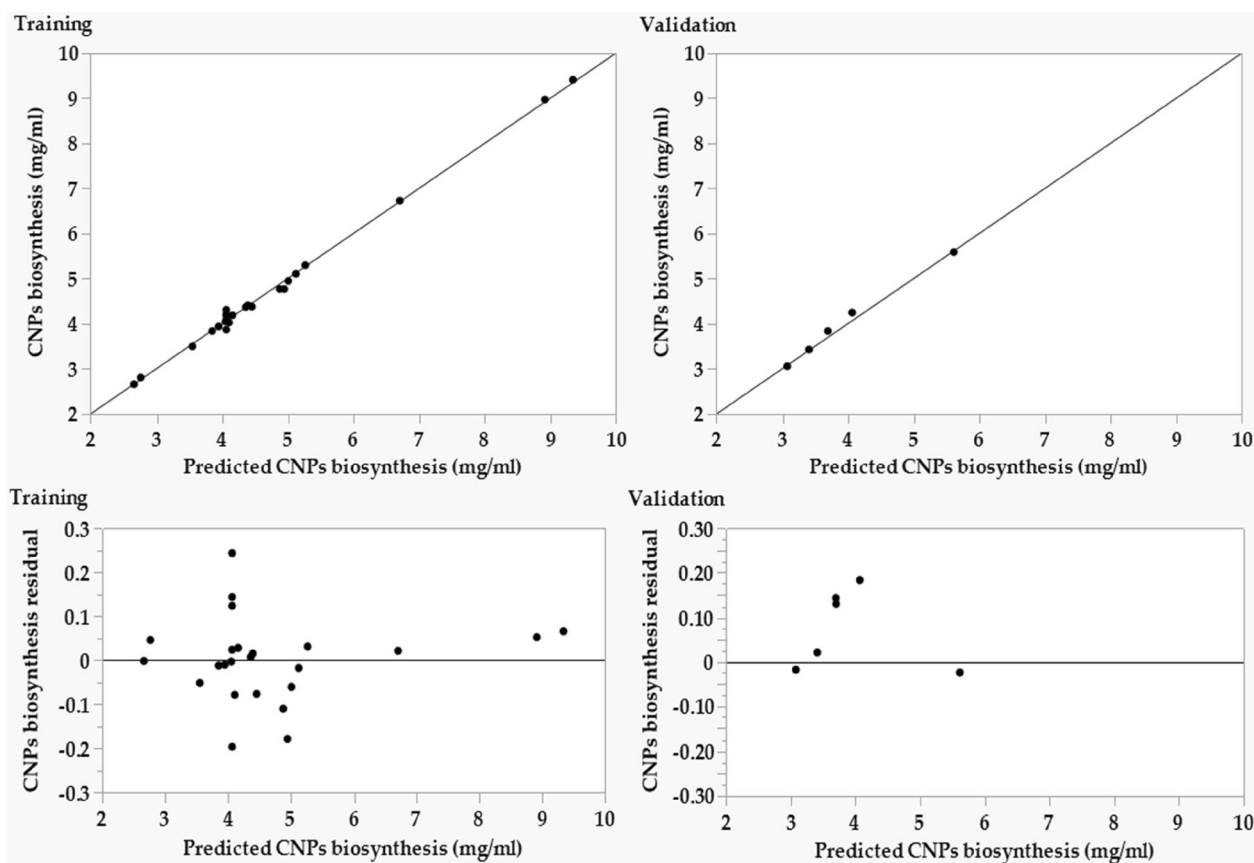 Training
CNPs biosynthesis (mg/ml)
10
9
8
7
6
5
4
3
2
2 3 4 5 6 7 8 9 10
Predicted CNPs biosynthesis (mg/ml)
Validation
CNPs biosynthesis (mg/ml)
10
9
8
7
6
5
4
3
2
2 3 4 5 6 7 8 9 10
Predicted CNPs biosynthesis (mg/ml)
Training
CNPs biosynthesis residual
0.3
0.2
0.1
0
-0.1
-0.2
-0.3
2 3 4 5 6 7 8 9 10
Predicted CNPs biosynthesis (mg/ml)
Validation
CNPs biosynthesis residual
0.30
0.20
0.10
0
-0.10
-0.20
-0.30
2 3 4 5 6 7 8 9 10
Predicted CNPs biosynthesis (mg/ml)